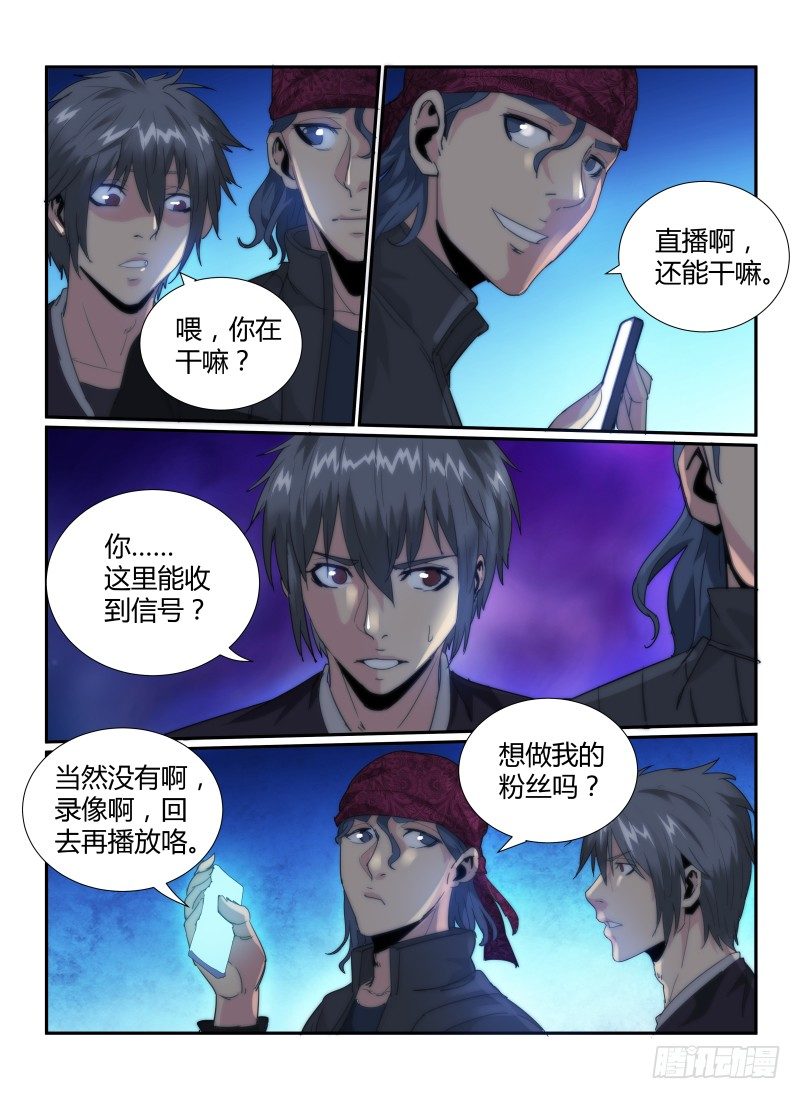 喂，你在
干嘛？
直播啊，
还能干嘛。
你……
这里能收
到信号？
当然没有啊，
录像啊，回
去再播放咯。
想做我的
粉丝吗？
腾讯动漫